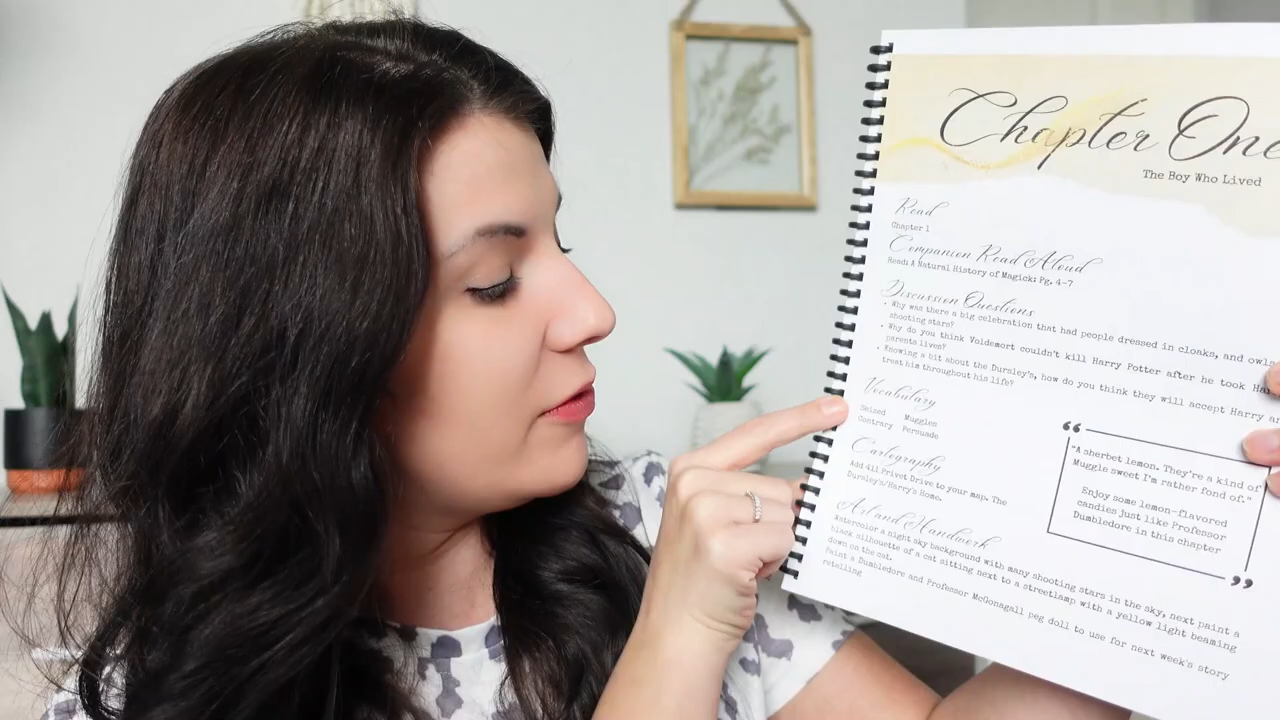 Chapter One
The Boy Who Lived
Read
Chapter 1
Companion Read Aloud
Read: A Natural History of Magick: Pg. 4-7
Discussion Questions
• Why was there a big celebration that had people dressed in cloaks, and owls
shooting stars?
• Why do you think Voldemort couldn't kill Harry Potter after he took
parents lives?
• Knowing a bit about the Dursley's, how do you think they will accept Harry
treat him throughout his life?
Vocabulary
Seized Muggles
Contrary Persuade
Cartography
Add 4 Privet Drive to your map. The
Dursley's/Harry's Home.
“
"A sherbet lemon. They're a kind of
Muggle sweet I'm rather fond of."
Enjoy some lemon-flavored
candies just like Professor
Dumbledore in this chapter
”
Art and Handwork
Watercolor a night sky background with many shooting stars in the sky, next paint a
black silhouette of a cat sitting next to a streetlamp with a yellow light beaming
down on the cat.
Paint a Dumbledore and Professor McGonagall peg doll to use for next week's story
retelling